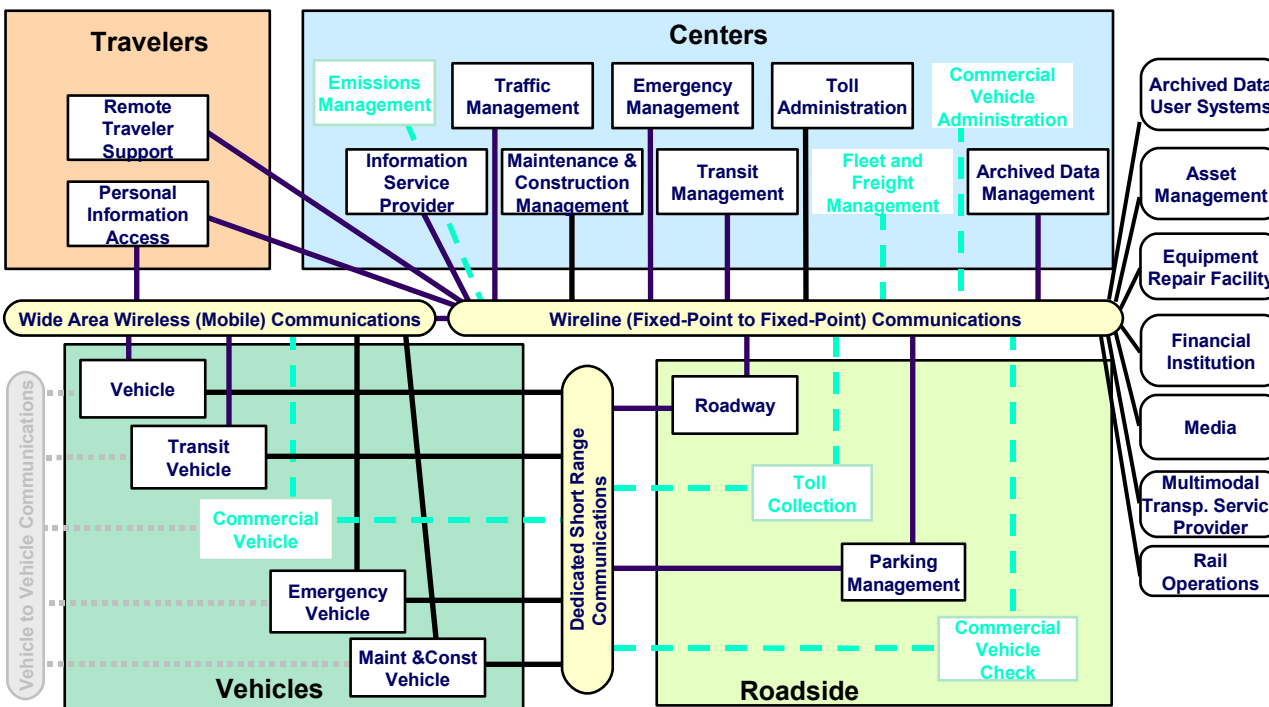 Travelers
Remote
Traveler
Support
Personal
Information
Access
Centers
Emissions
Management
Traffic
Management
Emergency
Management
Toll
Administration
Commercial
Vehicle
Administration
Information
Service
Provider
Maintenance &
Construction
Management
Transit
Management
Fleet and
Freight
Management
Archived Data
Management
Archived Data
User Systems
Asset
Management
Equipment
Repair Facility
Financial
Institution
Media
Multimodal
Transp. Service
Provider
Rail
Operations
Wide Area Wireless (Mobile) Communications
Wireline (Fixed-Point to Fixed-Point) Communications
Vehicle to Vehicle Communications
Vehicle
Transit
Vehicle
Commercial
Vehicle
Emergency
Vehicle
Maint &Const
Vehicle
Vehicles
Dedicated Short Range
Communications
Roadway
Toll
Collection
Parking
Management
Commercial
Vehicle
Check
Roadside